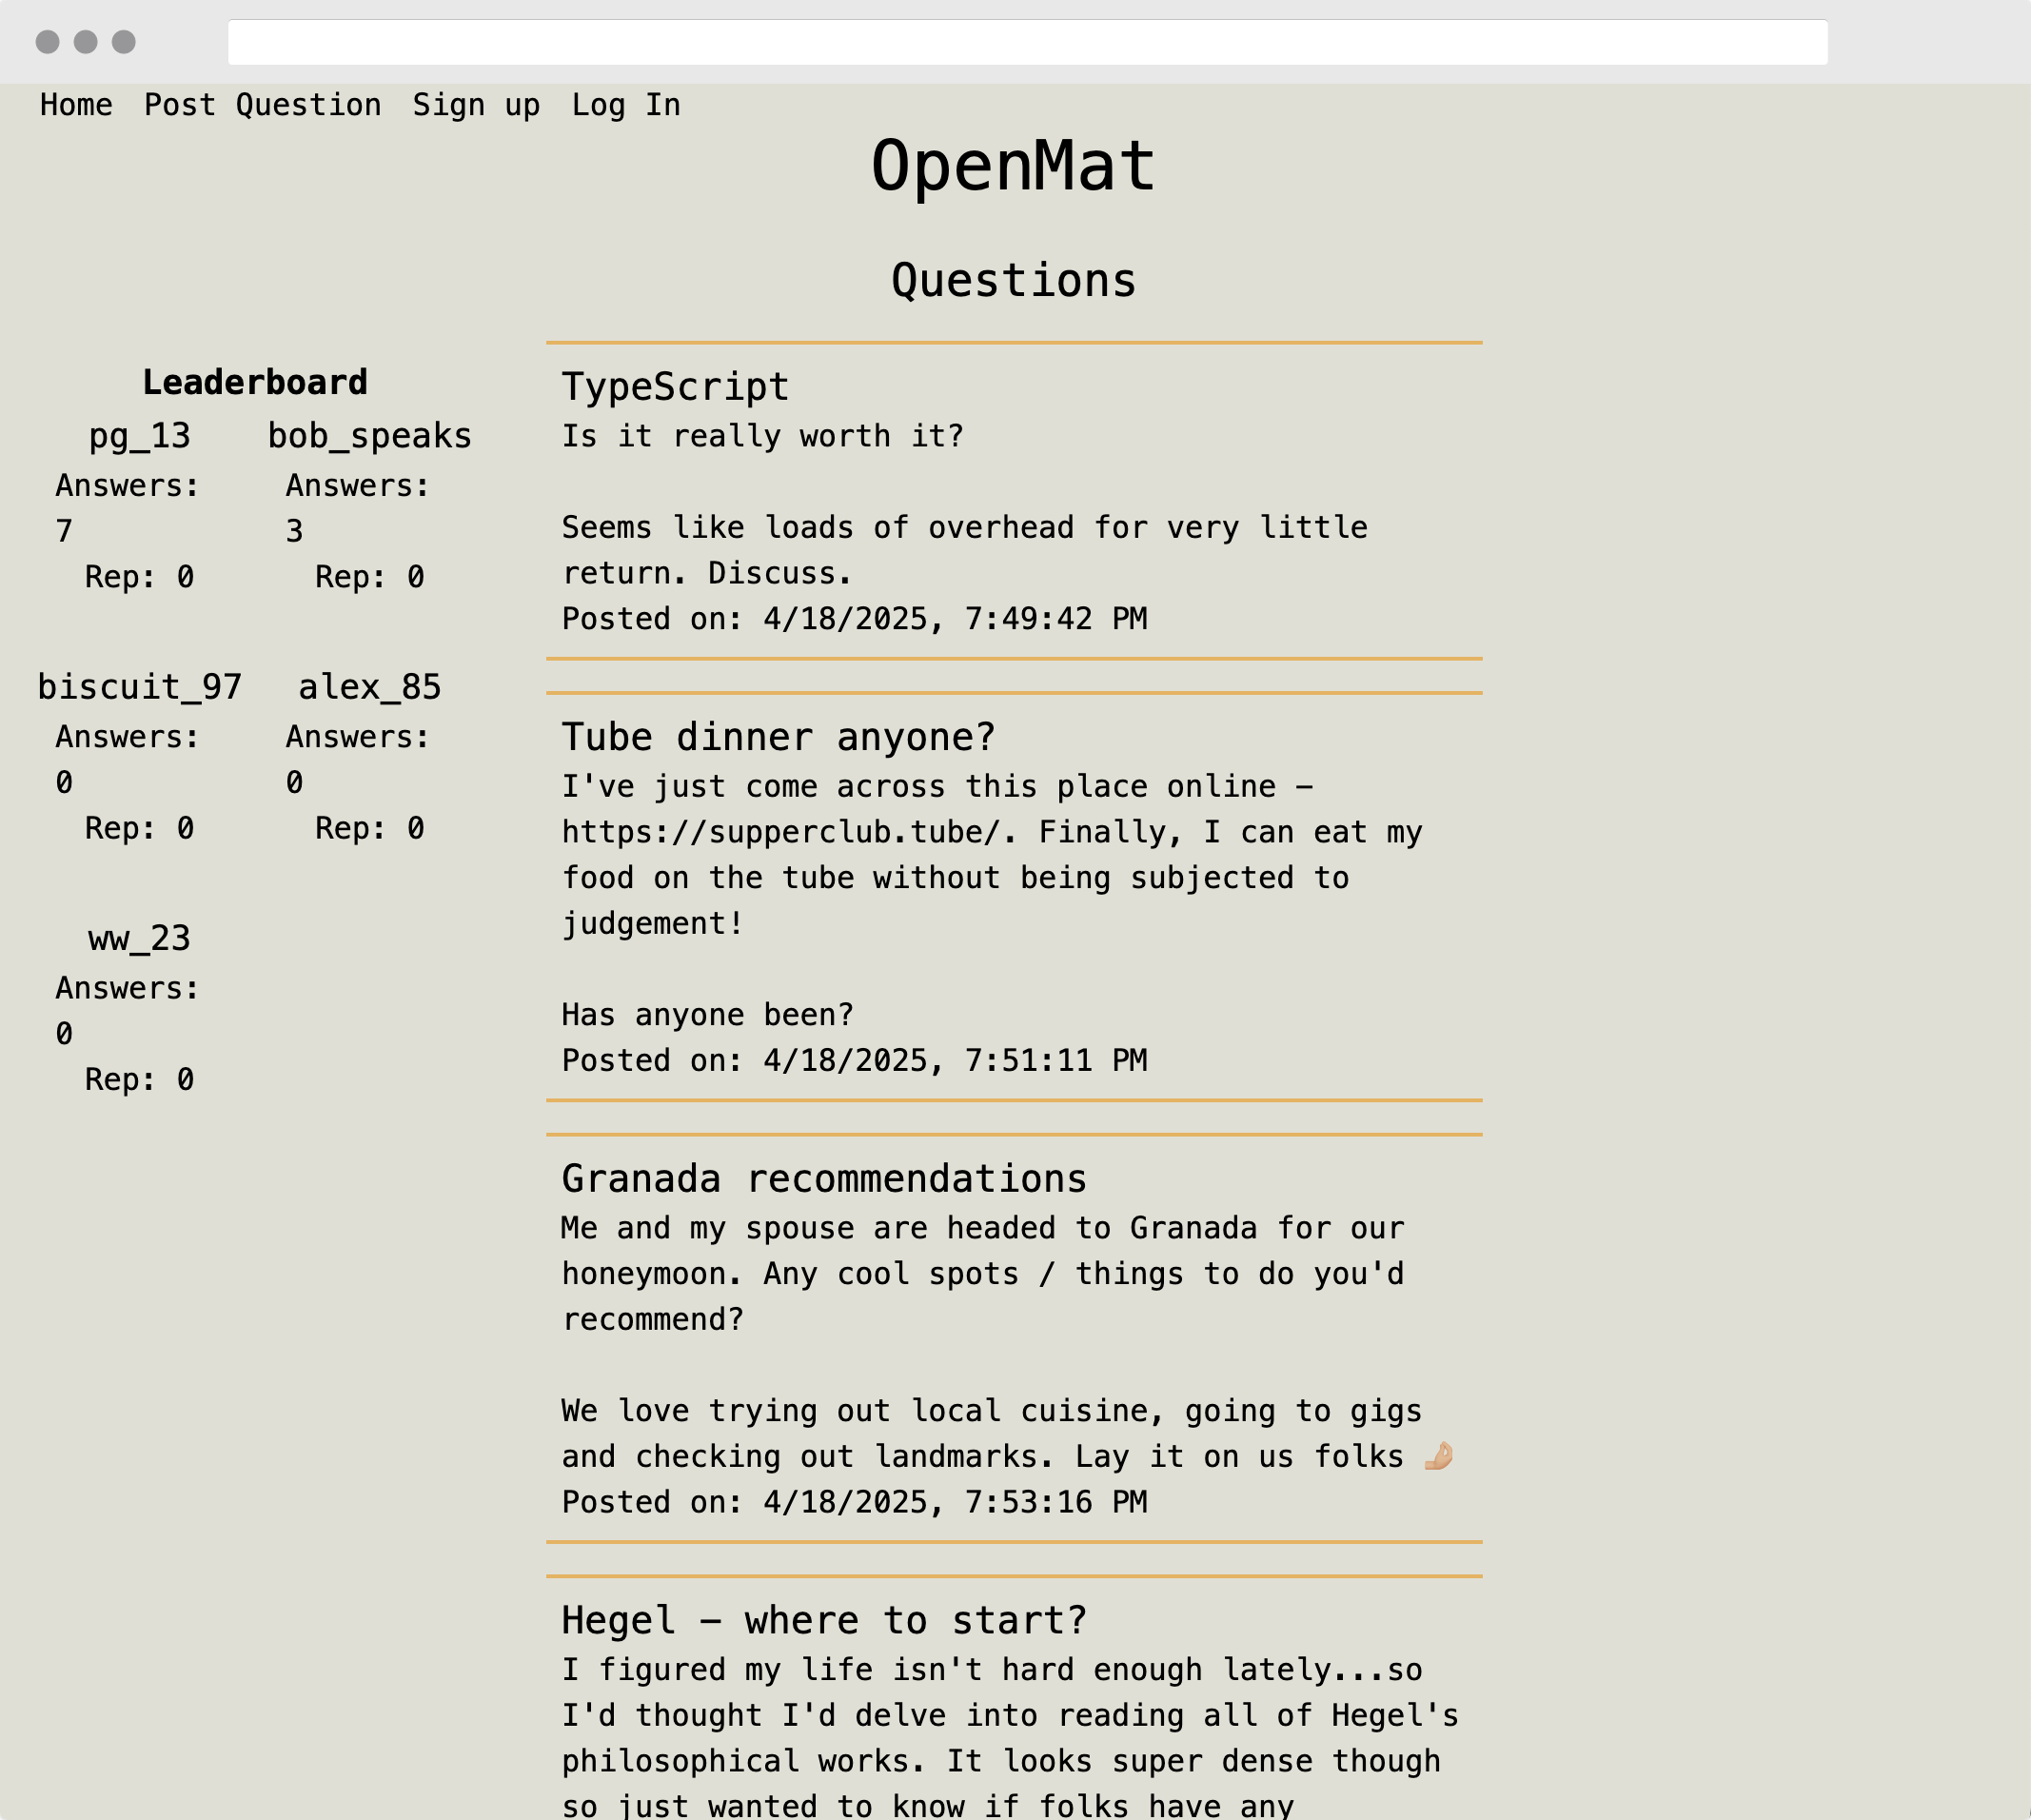 Home Post Question Sign up Log In
OpenMat
Questions
Leaderboard
pg_13
Answers:
7
Rep: 0
bob_speaks
Answers:
3
Rep: 0
biscuit_97
Answers:
0
Rep: 0
alex_85
Answers:
0
Rep: 0
ww_23
Answers:
0
Rep: 0
TypeScript
Is it really worth it?
Seems like loads of overhead for very little
return. Discuss.
Posted on: 4/18/2025, 7:49:42 PM
Tube dinner anyone?
I've just come across this place online –
https://supperclub.tube/. Finally, I can eat my
food on the tube without being subjected to
judgement!
Has anyone been?
Posted on: 4/18/2025, 7:51:11 PM
Granada recommendations
Me and my spouse are headed to Granada for our
honeymoon. Any cool spots / things to do you'd
recommend?
We love trying out local cuisine, going to gigs
and checking out landmarks. Lay it on us folks 🤌🏼
Posted on: 4/18/2025, 7:53:16 PM
Hegel – where to start?
I figured my life isn't hard enough lately...so
I'd thought I'd delve into reading all of Hegel's
philosophical works. It looks super dense though
so just wanted to know if folks have any